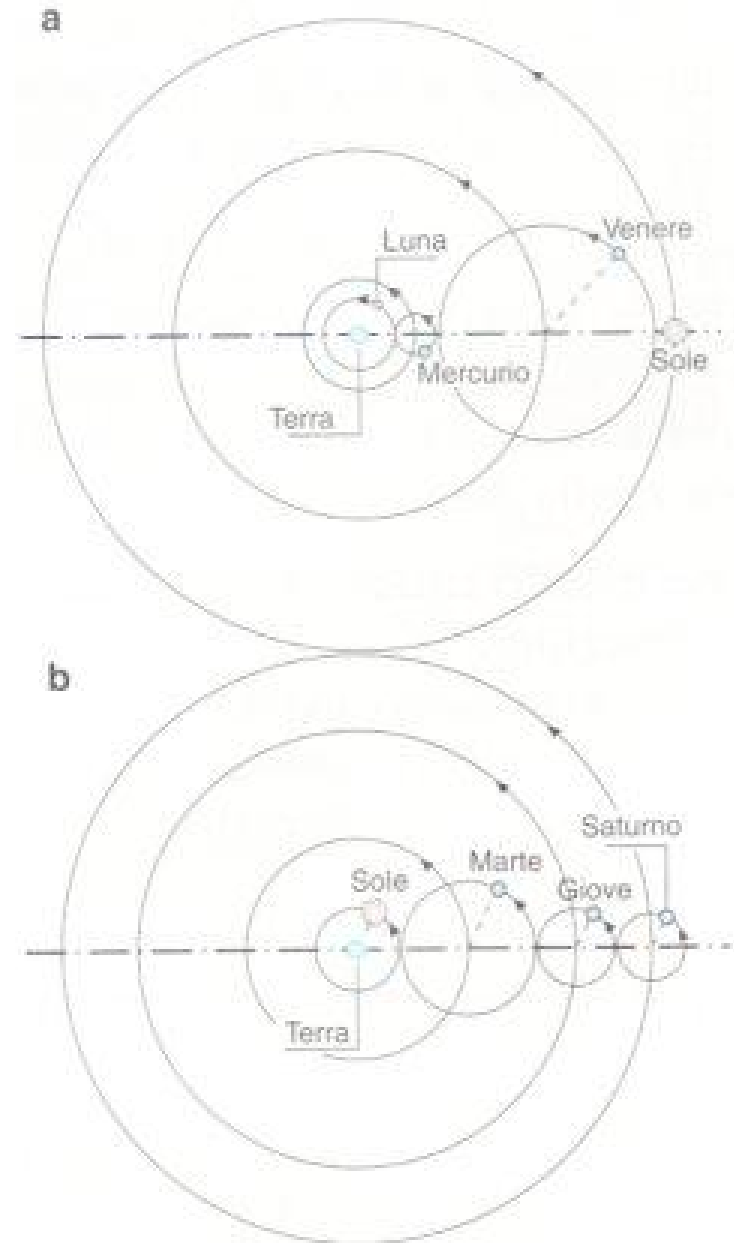 a
Venere
Luna
Sole
Mercurio
Terra
b
Saturno
Marte
Giove
Sole
Terra